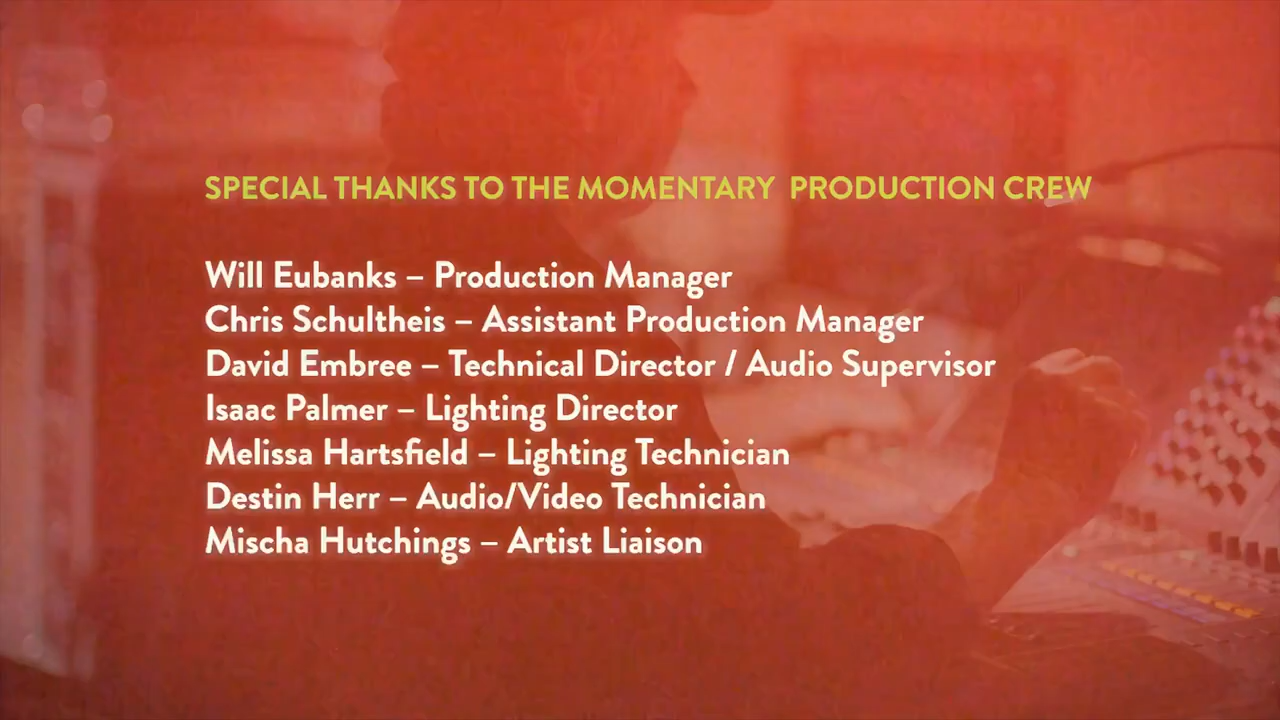 SPECIAL THANKS TO THE MOMENTARY PRODUCTION CREW
Will Eubanks – Production Manager
Chris Schultheis – Assistant Production Manager
David Embree – Technical Director / Audio Supervisor
Isaac Palmer – Lighting Director
Melissa Hartsfield – Lighting Technician
Destin Herr – Audio/Video Technician
Mischa Hutchings – Artist Liaison